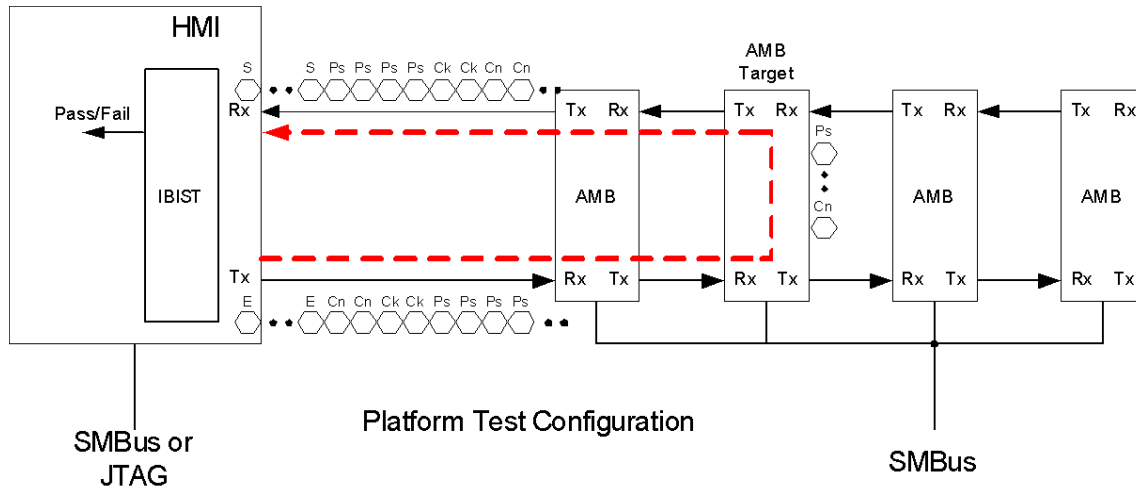 HMI
AMB
Target
S S Ps Ps Ps Ps Ck Ck Cn Cn
Rx Tx Rx Tx Rx Tx Rx Tx Rx
Pass/Fail
Ps
IBIST AMB AMB AMB
Cn
Tx Rx Tx Rx Tx Rx Tx Rx Tx
E E Cn Cn Ck Ck Ps Ps Ps Ps
Platform Test Configuration
SMBus or
JTAG
SMBus